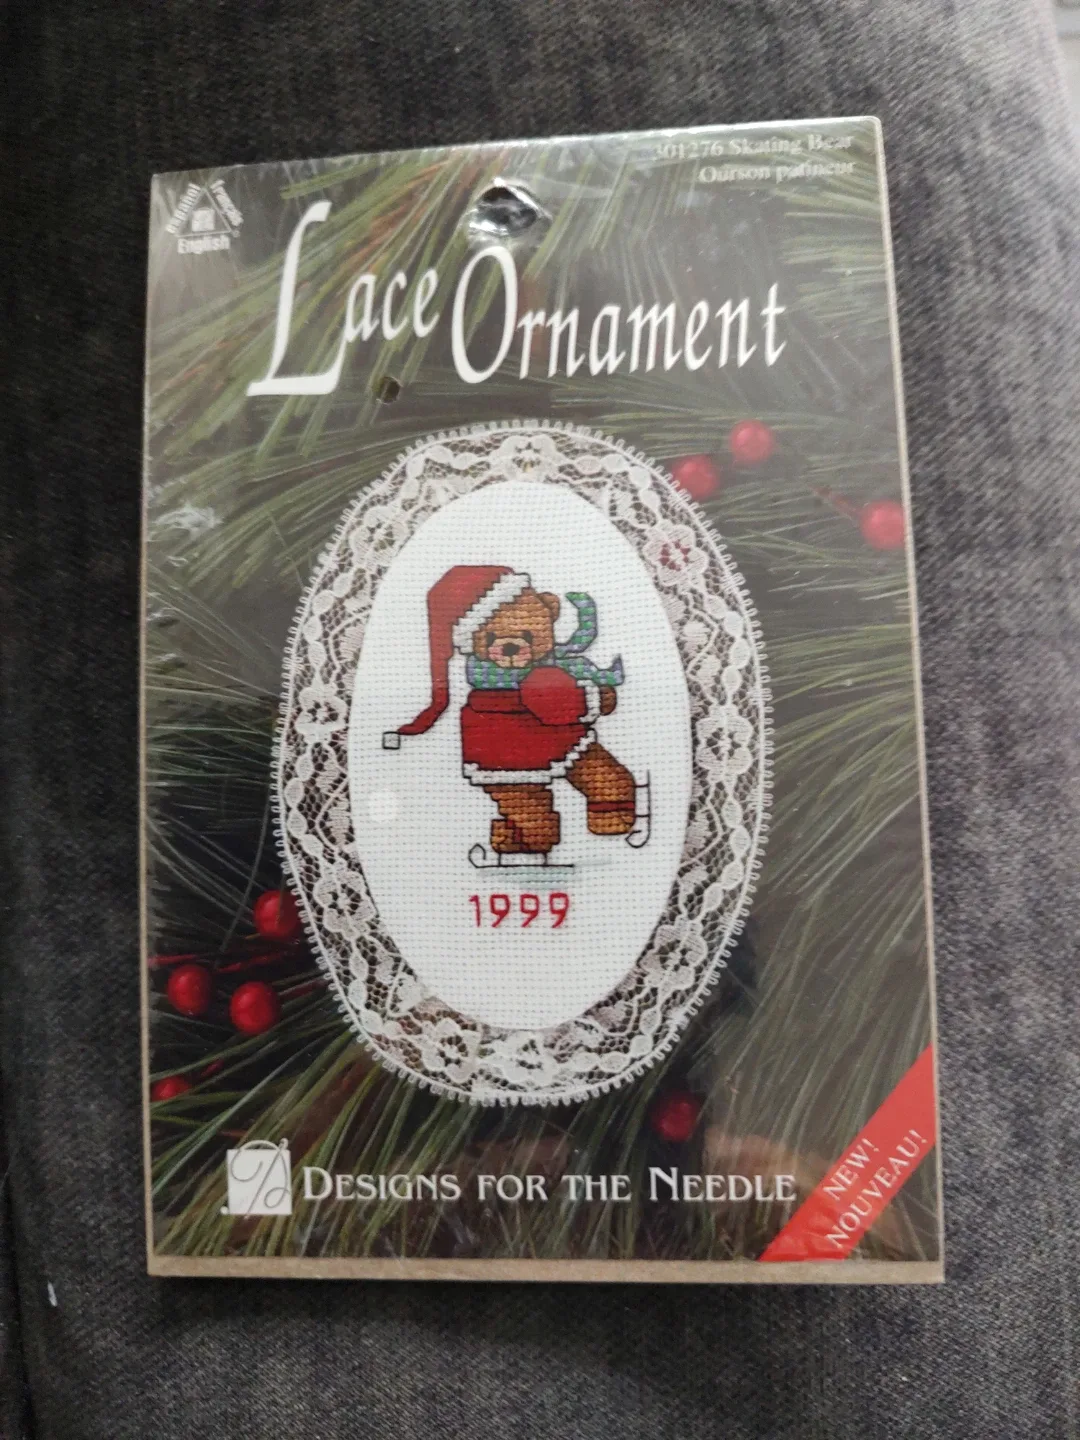 301276 Skating Bear
Ourson patineur
English
Lace Ornament
1999
DESIGNS FOR THE NEEDLE
NEW!
NOUVEAU!